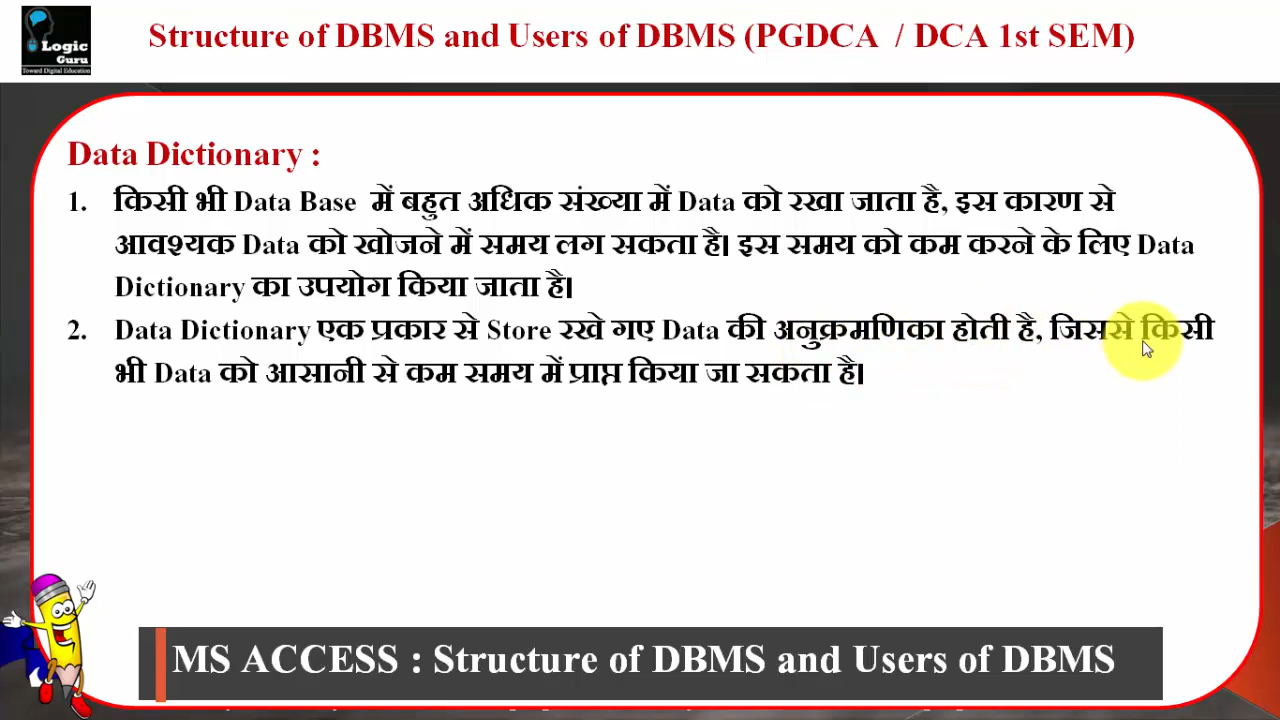 Logic
Guru
Toward Digital Education
Structure of DBMS and Users of DBMS (PGDCA / DCA 1st SEM)
Data Dictionary :
1. किसी भी Data Base में बहुत अधिक संख्या में Data को रखा जाता है, इस कारण से
आवश्यक Data को खोजने में समय लग सकता है। इस समय को कम करने के लिए Data
Dictionary का उपयोग किया जाता है।
2. Data Dictionary एक प्रकार से Store रखे गए Data की अनुक्रमणिका होती है, जिससे किसी
भी Data को आसानी से कम समय में प्राप्त किया जा सकता है।
MS ACCESS : Structure of DBMS and Users of DBMS